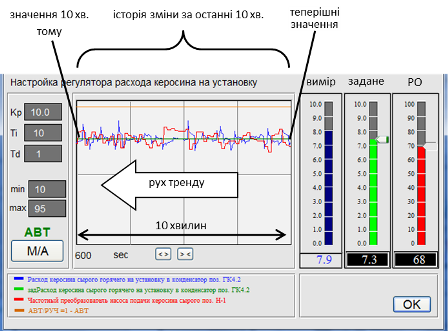 значення 10 хв.
тому
історія зміни за останні 10 хв.
теперішні
значення
Настройка регулятора расхода керосина на установку
вимір
задане
РО
Kp 10.0
Ti 10
Td 1
min 10
max 95
АВТ
М/А
рух тренду
10 хвилин
600 sec
< >
> <
10.0 10.0 100.
9.0 9.0 90.
8.0 8.0 80.
7.0 7.0 70.
6.0 6.0 60.
5.0 5.0 50.
4.0 4.0 40.
3.0 3.0 30.
2.0 2.0 20.
1.0 1.0 10.
0.0 0.0 0.0
7.9 7.3 68
Расход керосина сырого горячего на установку в конденсатор поз. ГК4.2
задРасход керосина сырого горячего на установку в конденсатор поз. ГК4.2
Частотный преобразователь насоса подачи керосина сырого поз. Н-1
АВТ/РУЧ =1 - АВТ
OK